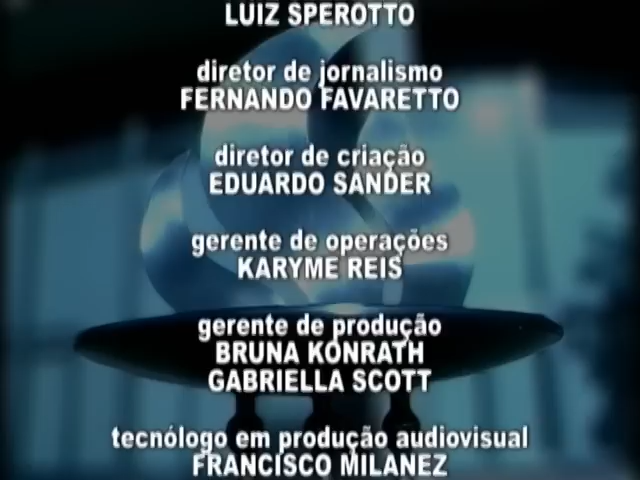 LUIZ SPEROTTO
diretor de jornalismo
FERNANDO FAVARETTO
diretor de criação
EDUARDO SANDER
gerente de operações
KARYME REIS
gerente de produção
BRUNA KONRATH
GABRIELLA SCOTT
tecnólogo em produção audiovisual
FRANCISCO MILANEZ